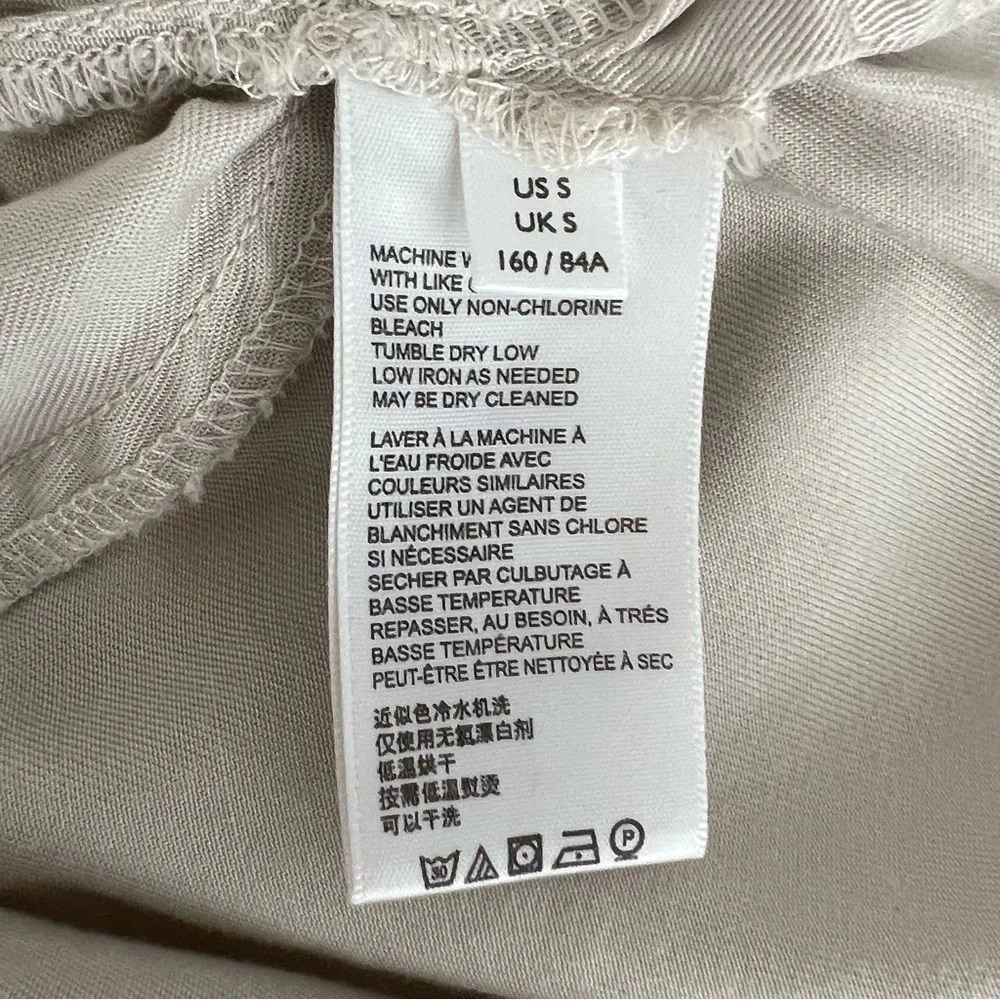 US S
UK S
160 / 84A
MACHINE
WITH LIKE
USE ONLY NON-CHLORINE
BLEACH
TUMBLE DRY LOW
LOW IRON AS NEEDED
MAY BE DRY CLEANED
LAVER À LA MACHINE À
L'EAU FROIDE AVEC
COULEURS SIMILAIRES
UTILISER UN AGENT DE
BLANCHIMENT SANS CHLORE
SI NÉCESSAIRE
SECHER PAR CULBUTAGE À
BASSE TEMPERATURE
REPASSER, AU BESOIN, À TRÉS
BASSE TEMPÉRATURE
PEUT-ÊTRE ÊTRE NETTOYÉE À SEC
近似色冷水机洗
仅使用无氯漂白剂
低温烘干
按需低温熨烫
可以干洗
30 P